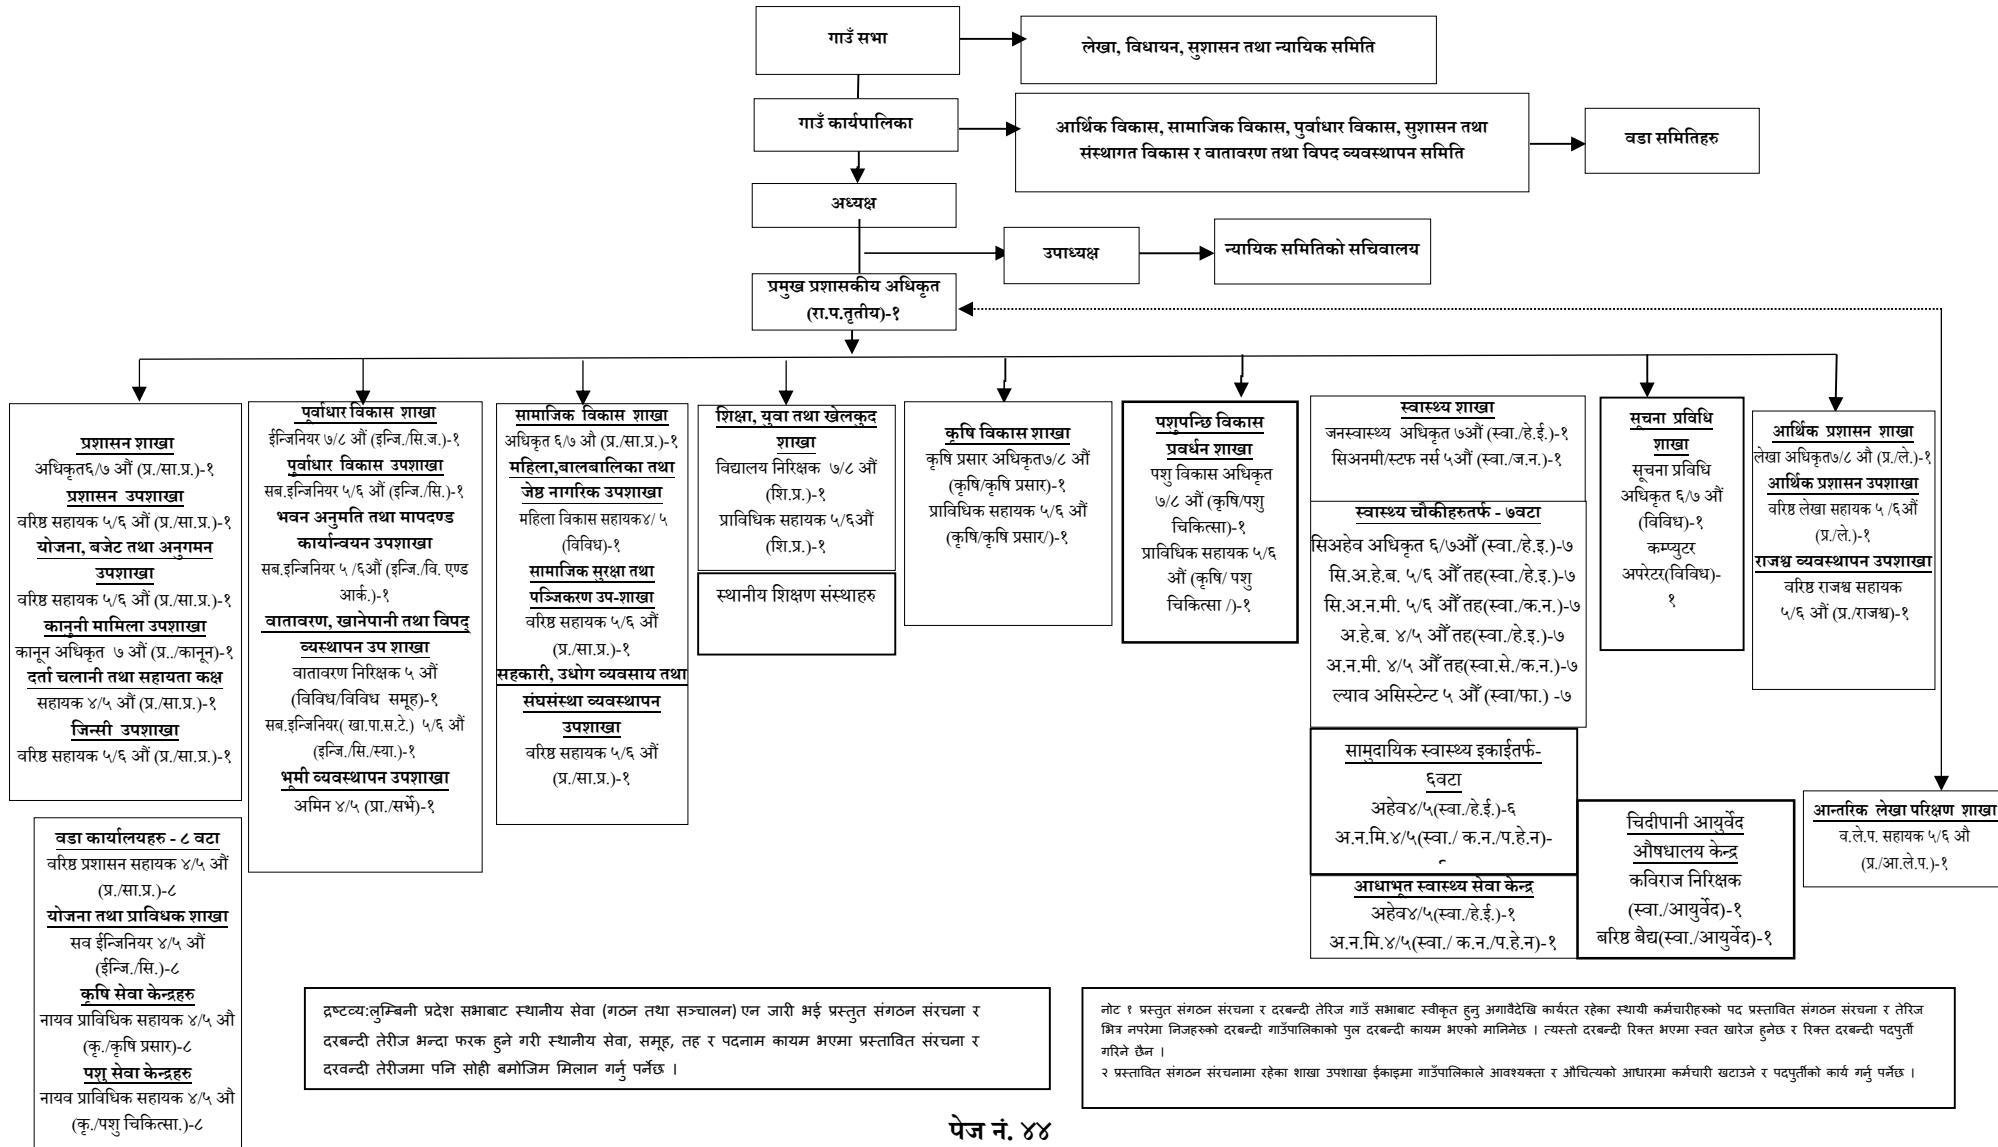 गाउँ सभा
लेखा, विधायन, सुशासन तथा न्यायिक समिति
गाउँ कार्यपालिका
आर्थिक विकास, सामाजिक विकास, पुर्वाधार विकास, सुशासन तथा
संस्थागत विकास र वातावरण तथा विपद व्यवस्थापन समिति
वडा समितिहरु
अध्यक्ष
उपाध्यक्ष
न्यायिक समितिको सचिवालय
प्रमुख प्रशासकीय अधिकृत
(रा.प.तृतीय)-१
प्रशासन शाखा
अधिकृत६/७ औं (प्र./सा.प्र.)-१
प्रशासन उपशाखा
वरिष्ठ सहायक ५/६ औं (प्र./सा.प्र.)-१
योजना, बजेट तथा अनुगमन
उपशाखा
वरिष्ठ सहायक ५/६ औं (प्र./सा.प्र.)-१
कानुनी मामिला उपशाखा
कानून अधिकृत ७ औं (प्र../कानून)-१
दर्ता चलानी तथा सहायता कक्ष
सहायक ४/५ औं (प्र./सा.प्र.)-१
जिन्सी उपशाखा
वरिष्ठ सहायक ५/६ औं (प्र./सा.प्र.)-१
वडा कार्यालयहरु - ८ वटा
वरिष्ठ प्रशासन सहायक ४/५ औं
(प्र./सा.प्र.)-८
योजना तथा प्राविधक शाखा
सव ईन्जिनियर ४/५ औं
(ईन्जि./सि.)-८
कृषि सेवा केन्द्रहरु
नायव प्राविधिक सहायक ४/५ औ
(कृ./कृषि प्रसार)-८
पशु सेवा केन्द्रहरु
नायव प्राविधिक सहायक ४/५ औ
(कृ./पशु चिकित्सा.)-८
पूर्वाधार विकास शाखा
ईन्जिनियर ७/८ औं (इन्जि./सि.ज.)-१
पुर्वाधार विकास उपशाखा
सब.इन्जिनियर ५/६ औं (इन्जि./सि.)-१
भवन अनुमति तथा मापदण्ड
कार्यान्वयन उपशाखा
सब.इन्जिनियर ५ /६औं (इन्जि./वि. एण्ड
आर्क.)-१
वातावरण, खानेपानी तथा विपद्
व्यस्थापन उप शाखा
वातावरण निरिक्षक ५ औं
(विविध/विविध समूह)-१
सब.इन्जिनियर( खा.पा.स.टे.) ५/६ औं
(इन्जि./सि./स्या.)-१
भूमी व्यवस्थापन उपशाखा
अमिन ४/५ (प्रा./सर्भे)-१
सामाजिक विकास शाखा
अधिकृत ६/७ औ (प्र./सा.प्र.)-१
महिला,बालबालिका तथा
जेष्ठ नागरिक उपशाखा
महिला विकास सहायक४/ ५
(विविध)-१
सामाजिक सुरक्षा तथा
पञ्जिकरण उप-शाखा
वरिष्ठ सहायक ५/६ औं
(प्र./सा.प्र.)-१
सहकारी, उधोग व्यवसाय तथा
संघसंस्था व्यवस्थापन
उपशाखा
वरिष्ठ सहायक ५/६ औं
(प्र./सा.प्र.)-१
शिक्षा, युवा तथा खेलकुद
शाखा
विद्यालय निरिक्षक ७/८ औं
(शि.प्र.)-१
प्राविधिक सहायक ५/६औं
(शि.प्र.)-१
स्थानीय शिक्षण संस्थाहरु
कृषि विकास शाखा
कृषि प्रसार अधिकृत७/८ औं
(कृषि/कृषि प्रसार)-१
प्राविधिक सहायक ५/६ औं
(कृषि/कृषि प्रसार/)-१
पशुपन्छि विकास
प्रवर्धन शाखा
पशु विकास अधिकृत
७/८ औं (कृषि/पशु
चिकित्सा)-१
प्राविधिक सहायक ५/६
औं (कृषि/ पशु
चिकित्सा /)-१
स्वास्थ्य शाखा
जनस्वास्थ्य अधिकृत ७औं (स्वा./हे.ई.)-१
सिअनमी/स्टफ नर्स ५औं (स्वा./ज.न.)-१
स्वास्थ्य चौकीहरुतर्फ - ७वटा
सिअहेव अधिकृत ६/७औँ (स्वा./हे.इ.)-७
सि.अ.हे.ब. ५/६ औँ तह(स्वा./हे.इ.)-७
सि.अ.न.मी. ५/६ औँ तह(स्वा./क.न.)-७
अ.हे.ब. ४/५ औँ तह(स्वा./हे.इ.)-७
अ.न.मी. ४/५ औँ तह(स्वा.से./क.न.)-७
ल्याव असिस्टेन्ट ५ औँ (स्वा/फा.) -७
सामुदायिक स्वास्थ्य इकाईतर्फ-
६वटा
अहेव४/५(स्वा./हे.ई.)-६
अ.न.मि.४/५(स्वा./ क.न./प.हे.न)-
आधाभूत स्वास्थ्य सेवा केन्द्र
अहेव४/५(स्वा./हे.ई.)-१
अ.न.मि.४/५(स्वा./ क.न./प.हे.न)-१
सूचना प्रविधि
शाखा
सूचना प्रविधि
अधिकृत ६/७ औं
(विविध)-१
कम्प्युटर
अपरेटर(विविध)-
१
चिदीपानी आयुर्वेद
औषधालय केन्द्र
कविराज निरिक्षक
(स्वा./आयुर्वेद)-१
बरिष्ठ बैद्य(स्वा./आयुर्वेद)-१
आर्थिक प्रशासन शाखा
लेखा अधिकृत७/८ औ (प्र./ले.)-१
आर्थिक प्रशासन उपशाखा
वरिष्ठ लेखा सहायक ५ /६औं
(प्र./ले.)-१
राजश्व व्यवस्थापन उपशाखा
वरिष्ठ राजश्व सहायक
५/६ औं (प्र./राजश्व)-१
आन्तरिक लेखा परिक्षण शाखा
व.ले.प. सहायक ५/६ औ
(प्र./आ.ले.प.)-१
द्रष्टव्य:लुम्बिनी प्रदेश सभाबाट स्थानीय सेवा (गठन तथा सञ्चालन) एन जारी भई प्रस्तुत संगठन संरचना र
दरबन्दी तेरीज भन्दा फरक हुने गरी स्थानीय सेवा, समूह, तह र पदनाम कायम भएमा प्रस्तावित संरचना र
दरवन्दी तेरीजमा पनि सोही बमोजिम मिलान गर्नु पर्नेछ ।
नोट १ प्रस्तुत संगठन संरचना र दरबन्दी तेरिज गाउँ सभाबाट स्वीकृत हुनु अगावैदेखि कार्यरत रहेका स्थायी कर्मचारीहरुको पद प्रस्तावित संगठन संरचना र तेरिज
भित्र नपरेमा निजहरुको दरबन्दी गाउँपालिकाको पुल दरबन्दी कायम भएको मानिनेछ । त्यस्तो दरबन्दी रिक्त भएमा स्वत खारेज हुनेछ र रिक्त दरबन्दी पदपुर्ती
गरिने छैन ।
२ प्रस्तावित संगठन संरचनामा रहेका शाखा उपशाखा ईकाइमा गाउँपालिकाले आवश्यक्ता र औचित्यको आधारमा कर्मचारी खटाउने र पदपुर्तीको कार्य गर्नु पर्नेछ ।
पेज नं. ४४